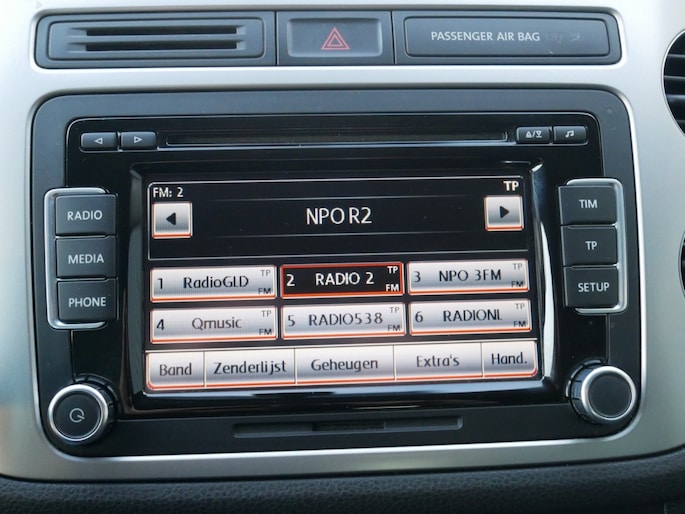 PASSENGER AIR BAG
FM: 2
TP
NPO R2
RADIO
MEDIA
PHONE
TIM
TP
SETUP
1 RadioGLD TP FM
2 RADIO 2 TP FM
3 NPO 3FM TP FM
4 Qmusic TP FM
5 RADIO538 TP FM
6 RADIONL TP FM
Band Zenderlijst Geheugen Extra's Hand.